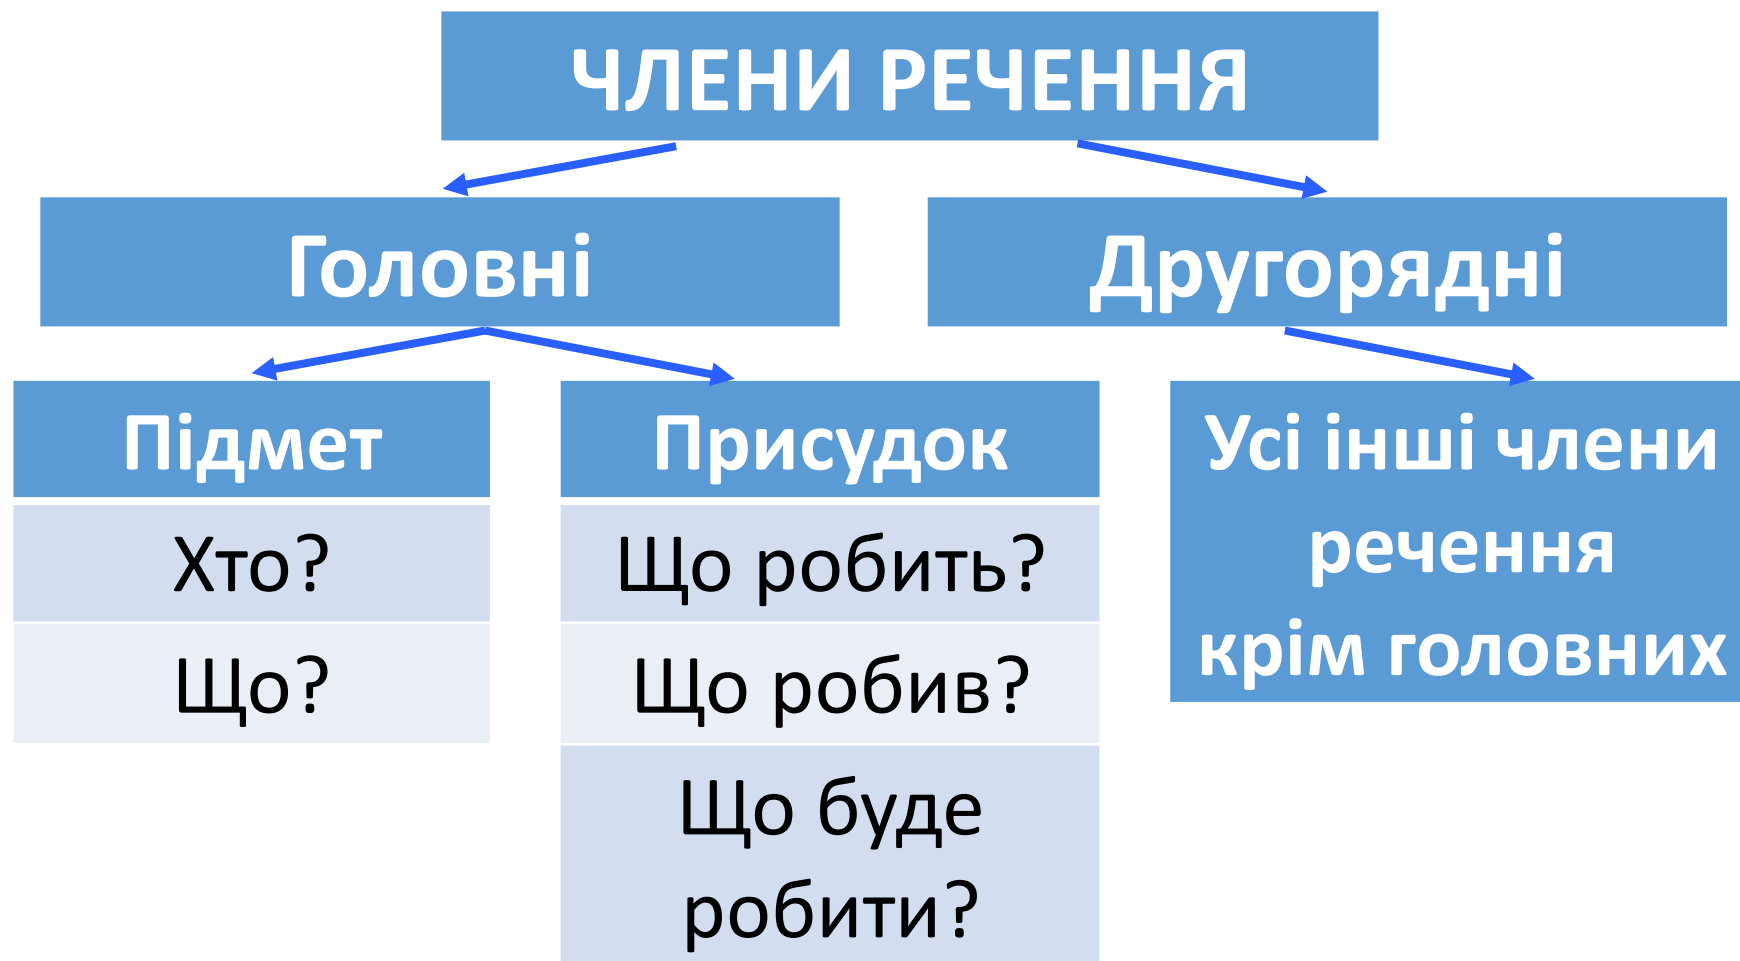 ЧЛЕНИ РЕЧЕННЯ
Головні
Другорядні
Підмет
Хто?
Що?
Присудок
Що робить?
Що робив?
Що буде
робити?
Усі інші члени
речення
крім головних